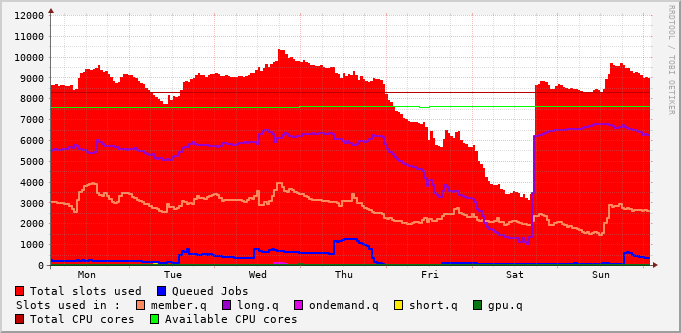 RRDTOOL / TOBI OETIKER
12000
11000
10000
9000
8000
7000
6000
5000
4000
3000
2000
1000
0
Mon Tue Wed Thu Fri Sat Sun
Total slots used Queued Jobs
Slots used in : member.q long.q ondemand.q short.q gpu.q
Total CPU cores Available CPU cores